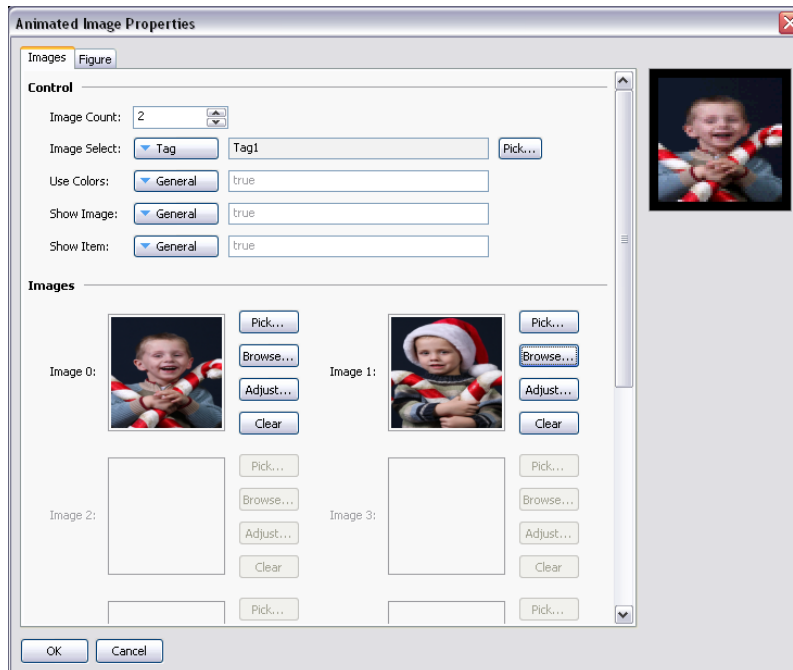 Animated Image Properties
Images Figure
Control
Image Count: 2
Image Select: Tag Tag1 Pick...
Use Colors: General true
Show Image: General true
Show Item: General true
Images
Image 0: Pick... Browse... Adjust... Clear
Image 1: Pick... Browse... Adjust... Clear
Image 2: Pick... Browse... Adjust... Clear
Image 3: Pick... Browse... Adjust... Clear
Pick... Pick...
OK Cancel